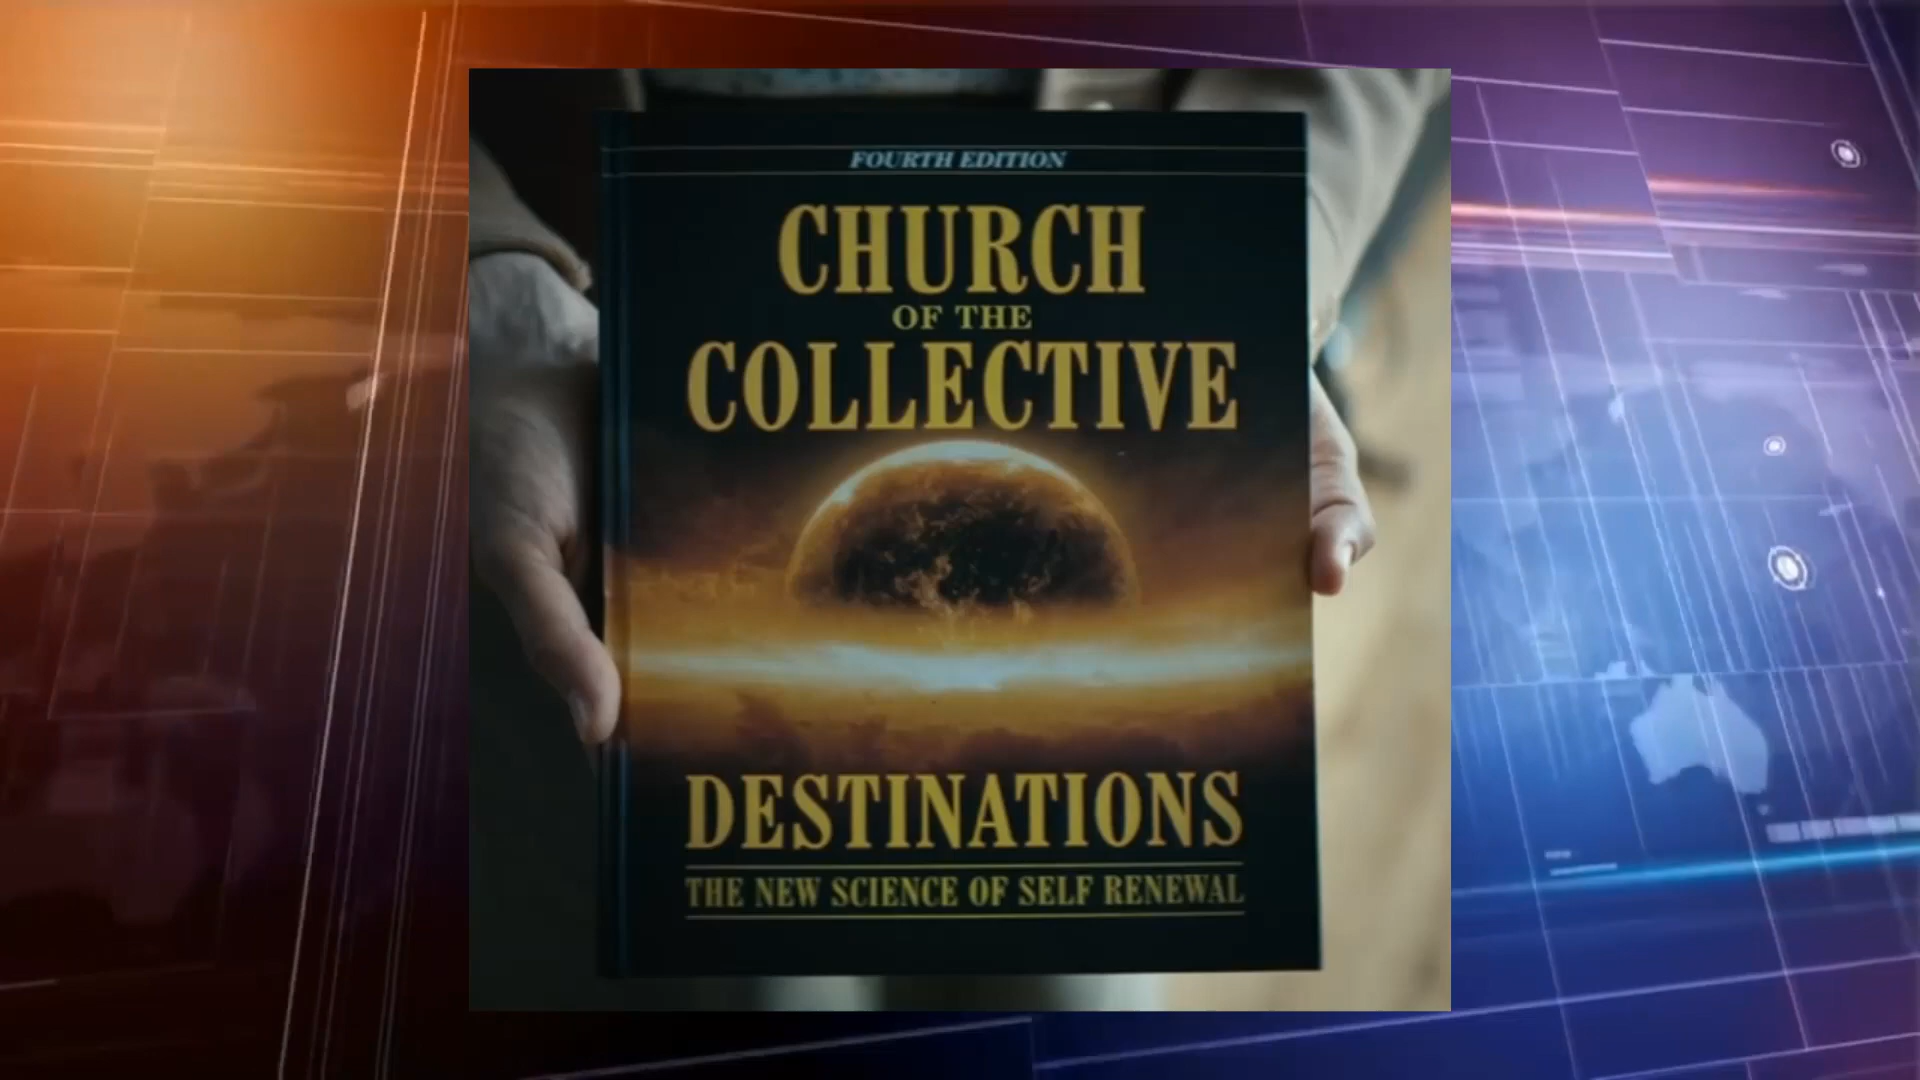 FOURTH EDITION
CHURCH
OF THE
COLLECTIVE
DESTINATIONS
THE NEW SCIENCE OF SELF RENEWAL